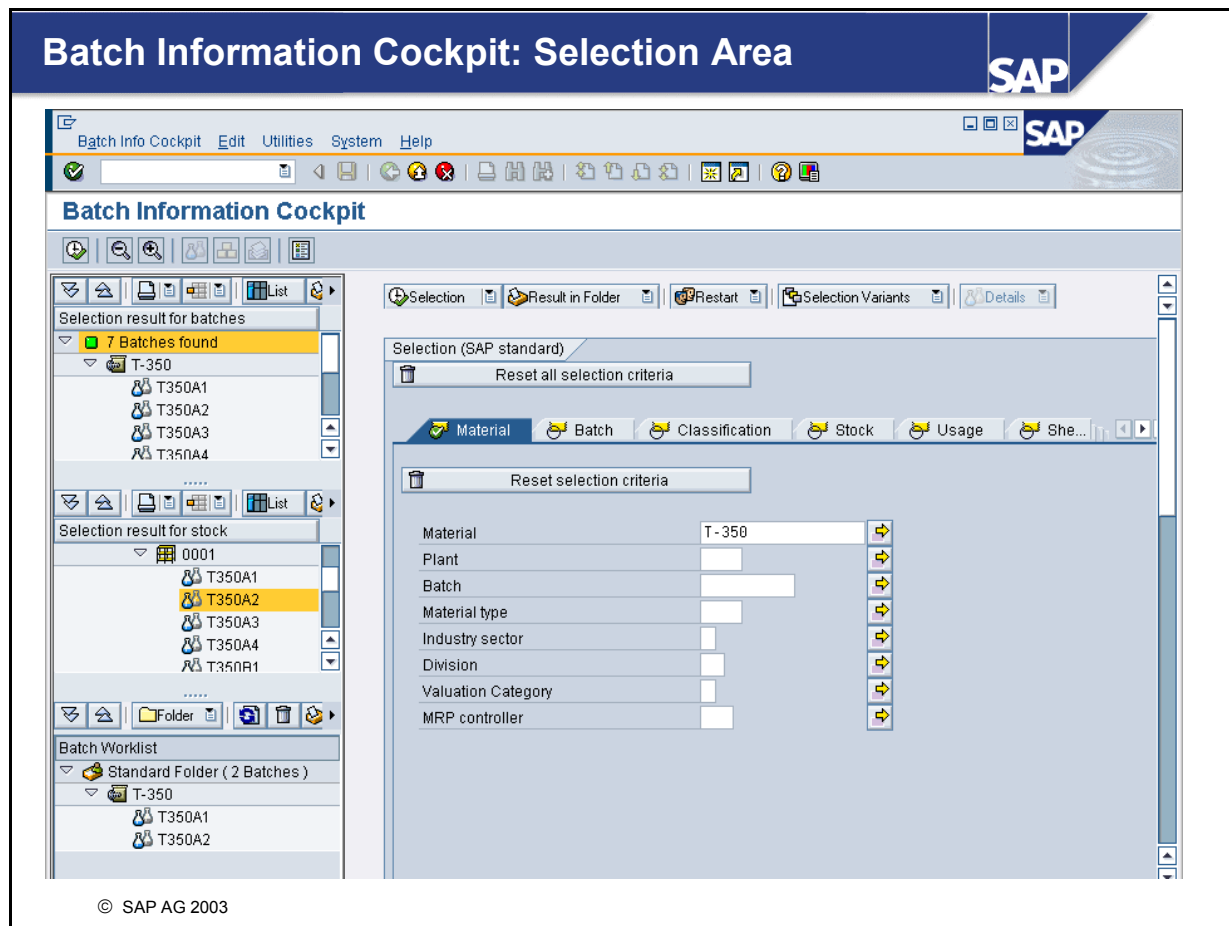 Batch Information Cockpit: Selection Area
SAP
Batch Info Cockpit Edit Utilities System Help
SAP
Batch Information Cockpit
List
Selection result for batches
7 Batches found
T-350
T350A1
T350A2
T350A3
T350A4
List
Selection result for stock
0001
T350A1
T350A2
T350A3
T350A4
T350B1
Folder
Batch Worklist
Standard Folder ( 2 Batches )
T-350
T350A1
T350A2
Selection Result in Folder Restart Selection Variants Details
Selection (SAP standard)
Reset all selection criteria
Material Batch Classification Stock Usage She...
Reset selection criteria
Material T-350
Plant
Batch
Material type
Industry sector
Division
Valuation Category
MRP controller
© SAP AG 2003